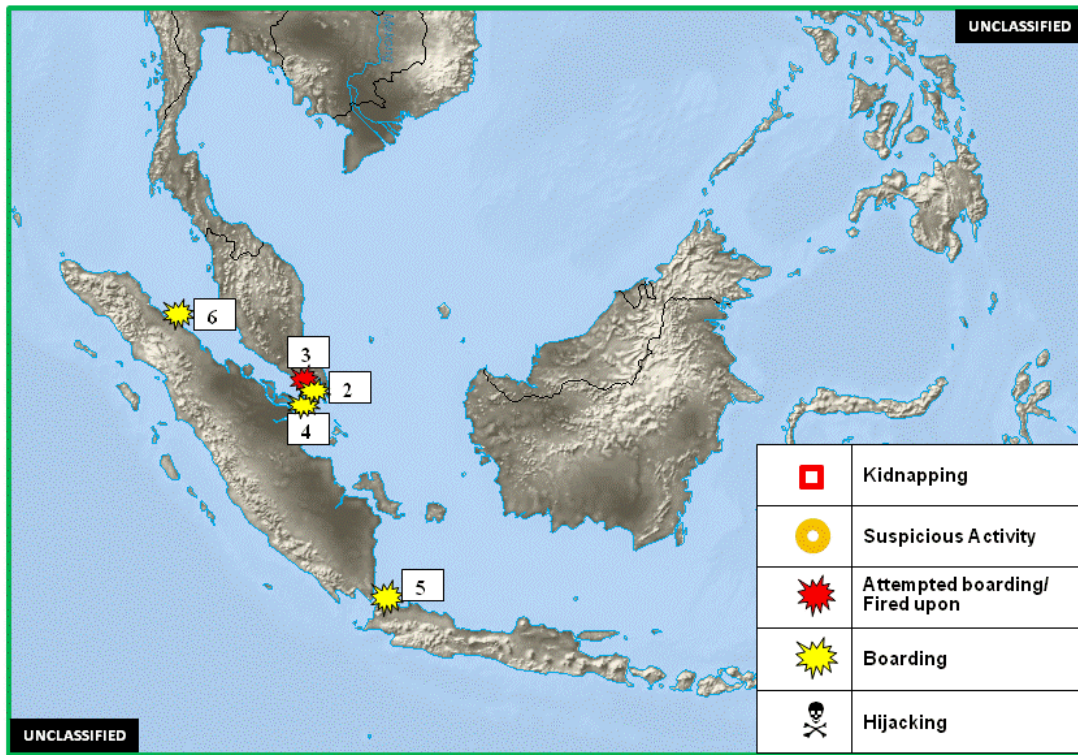 UNCLASSIFIED
6
3
2
4
5
Kidnapping
Suspicious Activity
Attempted boarding/
Fired upon
Boarding
Hijacking
UNCLASSIFIED